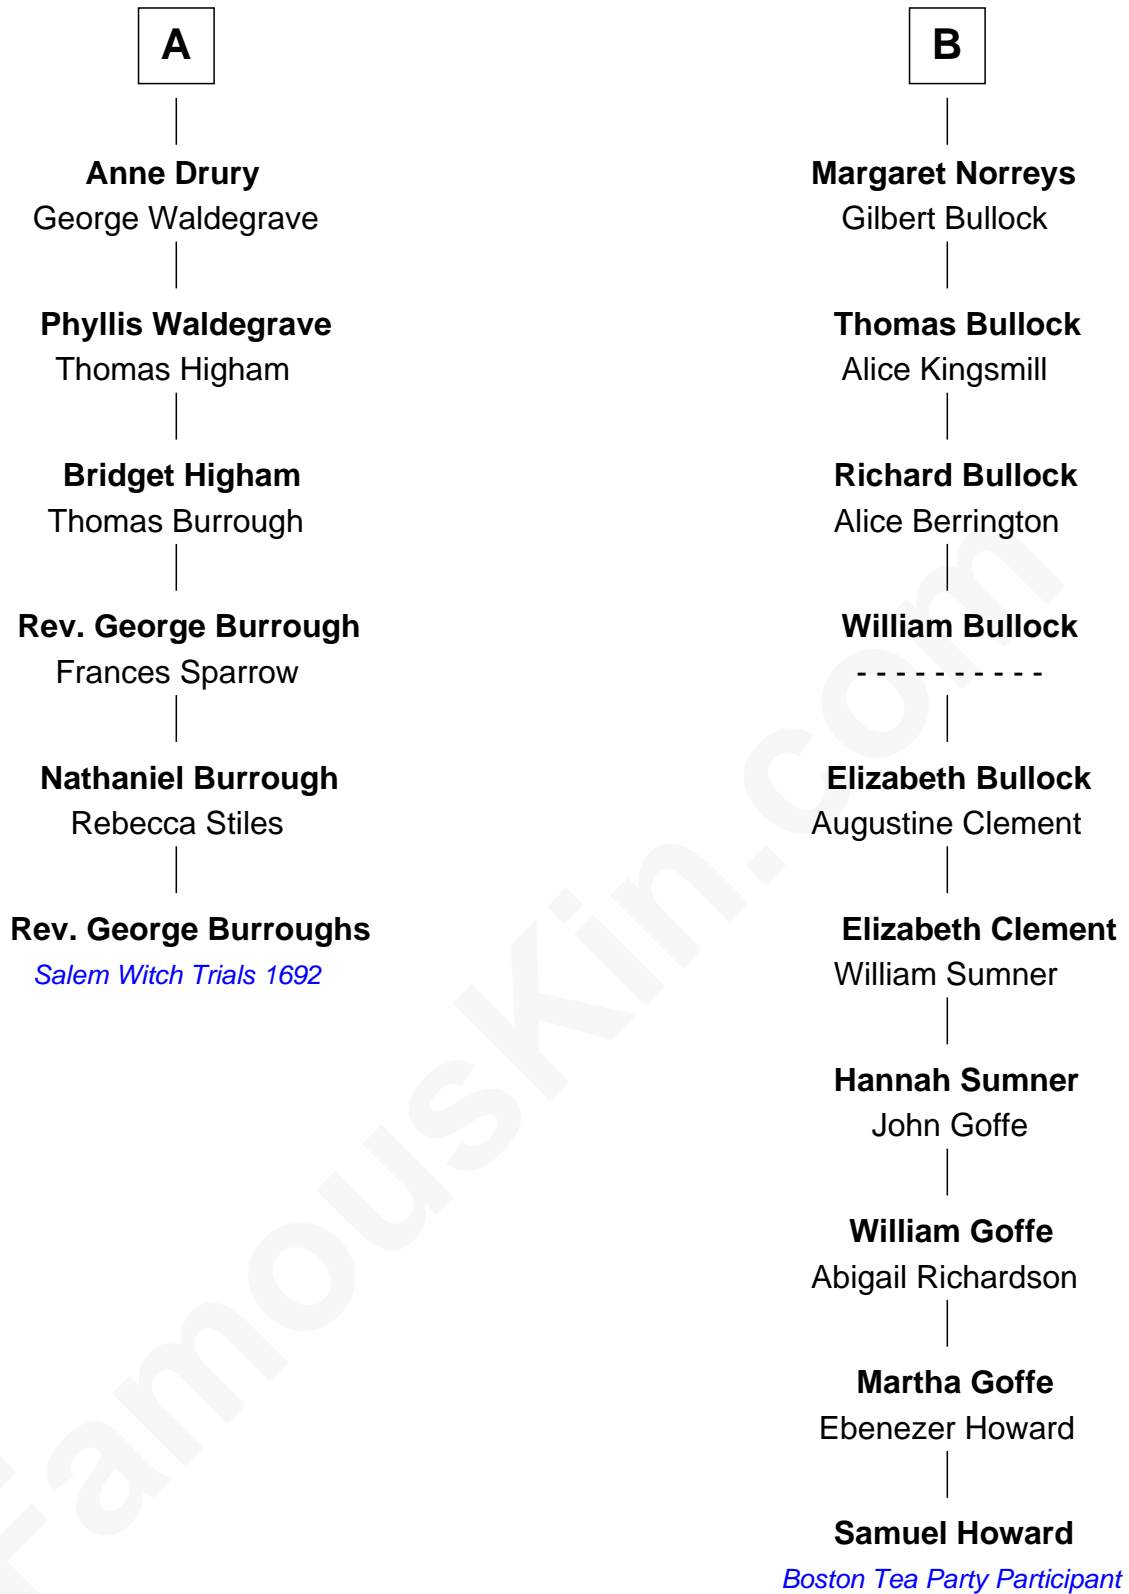 A
Anne Drury
George Waldegrave
Phyllis Waldegrave
Thomas Higham
Bridget Higham
Thomas Burrough
Rev. George Burrough
Frances Sparrow
Nathaniel Burrough
Rebecca Stiles
Rev. George Burroughs
Salem Witch Trials 1692
B
Margaret Norreys
Gilbert Bullock
Thomas Bullock
Alice Kingsmill
Richard Bullock
Alice Berrington
William Bullock
- - - - - - - - - -
Elizabeth Bullock
Augustine Clement
Elizabeth Clement
William Sumner
Hannah Sumner
John Goffe
William Goffe
Abigail Richardson
Martha Goffe
Ebenezer Howard
Samuel Howard
Boston Tea Party Participant
FamousKin.com